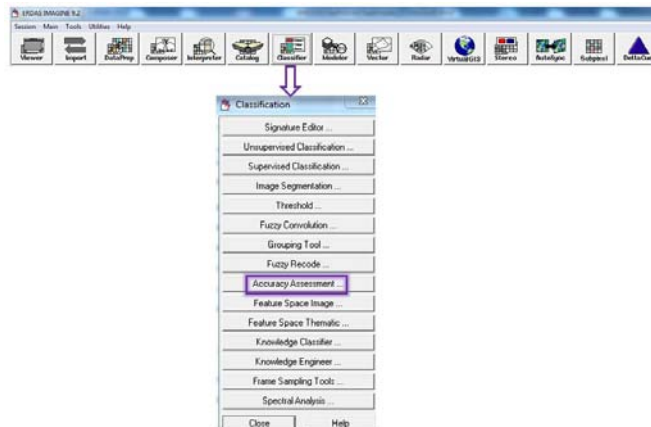 ERDAS IMAGINE 9.2
Session Main Tools Utilities Help
Viewer Import DataPrep Composer Interpreter Catalog Classifier Modeler Vector Radar VirtualGIS Stereo AutoSync Subpixel DeltaCue
Classification
Signature Editor ...
Unsupervised Classification ...
Supervised Classification ...
Image Segmentation ...
Threshold ...
Fuzzy Convolution ...
Grouping Tool ...
Fuzzy Recode ...
Accuracy Assessment ...
Feature Space Image ...
Feature Space Thematic ...
Knowledge Classifier ...
Knowledge Engineer ...
Frame Sampling Tools ...
Spectral Analysis ...
Close Help